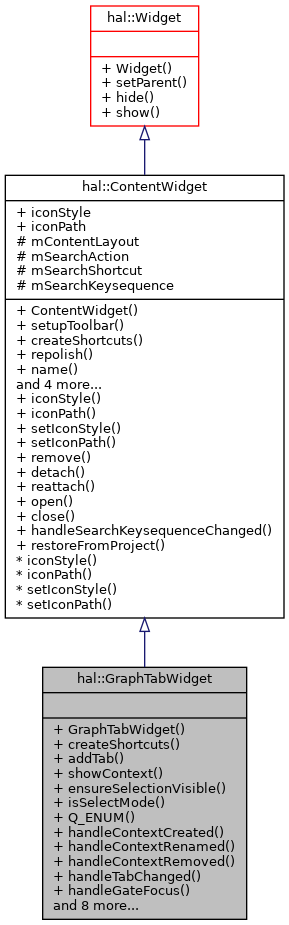 hal::Widget
+ Widget()
+ setParent()
+ hide()
+ show()
hal::ContentWidget
+ iconStyle
+ iconPath
# mContentLayout
# mSearchAction
# mSearchShortcut
# mSearchKeysequence
+ ContentWidget()
+ setupToolbar()
+ createShortcuts()
+ repolish()
+ name()
and 4 more...
+ iconStyle()
+ iconPath()
+ setIconStyle()
+ setIconPath()
+ remove()
+ detach()
+ reattach()
+ open()
+ close()
+ handleSearchKeysequenceChanged()
+ restoreFromProject()
* iconStyle()
* iconPath()
* setIconStyle()
* setIconPath()
hal::GraphTabWidget
+ GraphTabWidget()
+ createShortcuts()
+ addTab()
+ showContext()
+ ensureSelectionVisible()
+ isSelectMode()
+ Q_ENUM()
+ handleContextCreated()
+ handleContextRenamed()
+ handleContextRemoved()
+ handleTabChanged()
+ handleGateFocus()
and 8 more...